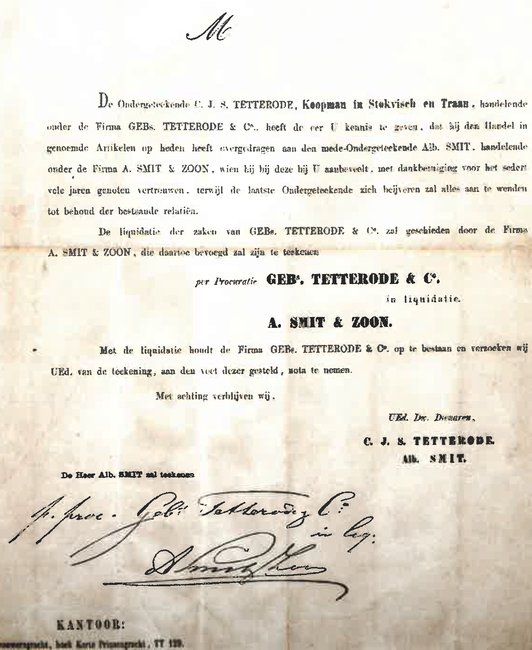 M
De Ondergeteekende C. J. S. TETTERODE, Koopman in Stokvisch en Traan, handelende
onder de Firma GEBs. TETTERODE & Co., heeft de eer U kennis te geven, dat hij den Handel in
genoemde Artikelen op heden heeft overgedragen aan den mede-Ondergeteekende Alb. SMIT, handelende
onder de Firma A. SMIT & ZOON, wien hij bij deze bij U aanbeveelt, met dankbetuiging voor het sedert
vele jaren genoten vertrouwen, terwijl de laatste Ondergeteekende zich beijveren zal alles aan te wenden
tot behoud der bestaande relatiën.
De liquidatie der zaken van GEBs. TETTERODE & Co. zal geschieden door de Firma
A. SMIT & ZOON, die daartoe bevoegd zal zijn te teekenen
per Procuratie GEBs. TETTERODE & Co.
in liquidatie.
A. SMIT & ZOON.
Met de liquidatie houdt de Firma GEBs. TETTERODE & Co. op te bestaan en verzoeken wij
UEd. van de teekening, aan den voet dezer gesteld, nota te nemen.
Met achting verblijven wij,
UEd. Dw. Dienaren,
C. J. S. TETTERODE.
Alb. SMIT.
De Heer Alb. SMIT zal teekenen
p. proc. Gebs Tetterode & Co.
in liq.
A Smit & Zoon
KANTOOR:
hoek Korte Prinsengracht, TT 129.